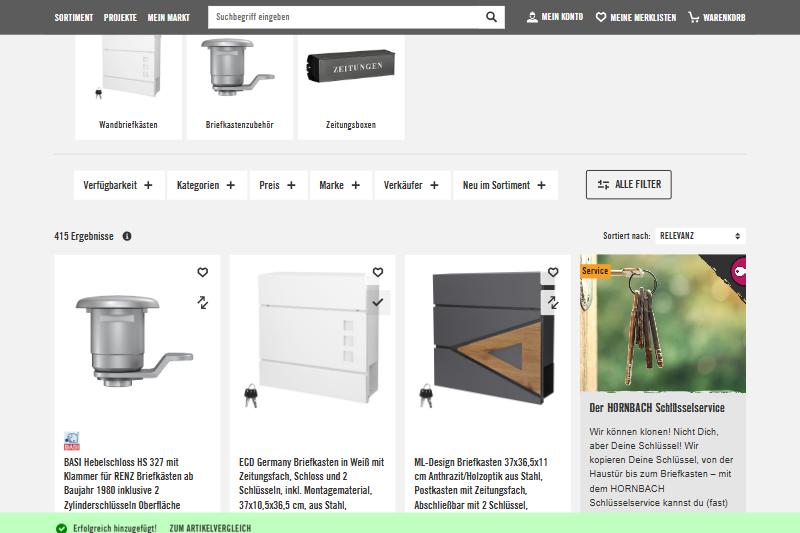 SORTIMENT PROJEKTE MEIN MARKT Suchbegriff eingeben MEIN KONTO MEINE MERKLISTEN WARENKORB
ZEITUNGEN
Wandbriefkästen Briefkastenzubehör Zeitungsboxen
Verfügbarkeit + Kategorien + Preis + Marke + Verkäufer + Neu im Sortiment + ALLE FILTER
415 Ergebnisse Sortiert nach: RELEVANZ
Service
BASI
BASI Hebelschloss HS 327 mit
Klammer für RENZ Briefkästen ab
Baujahr 1980 inklusive 2
Zylinderschlüsseln Oberfläche
ECD Germany Briefkasten in Weiß mit
Zeitungsfach, Schloss und 2
Schlüsseln, inkl. Montagematerial,
37x10,5x36,5 cm, aus Stahl,
ML-Design Briefkasten 37x36,5x11
cm Anthrazit/Holzoptik aus Stahl,
Postkasten mit Zeitungsfach,
Abschließbar mit 2 Schlüssel,
Der HORNBACH Schlüsselservice
Wir können klonen! Nicht Dich,
aber Deine Schlüssel! Wir
kopieren Deine Schlüssel, von der
Haustür bis zum Briefkasten – mit
dem HORNBACH
Schlüsselservice kannst du (fast)
Erfolgreich hinzugefügt! ZUM ARTIKELVERGLEICH